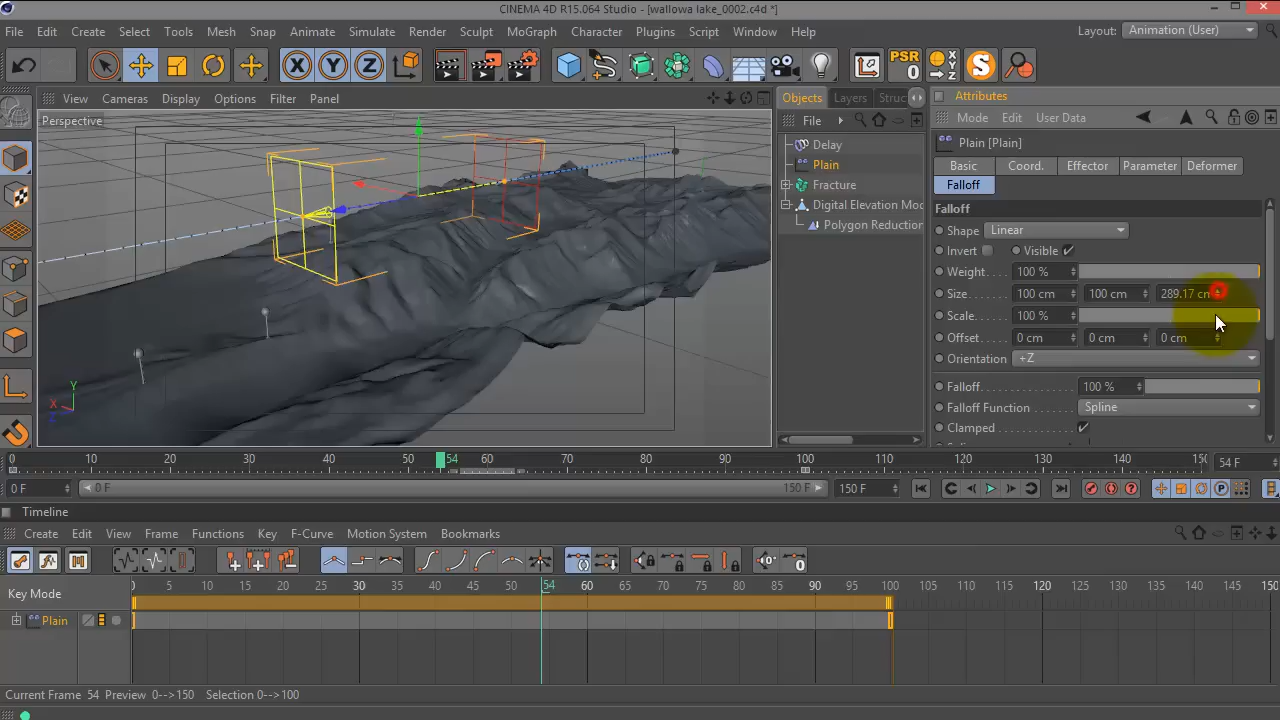 CINEMA 4D R15.064 Studio - [wallowa lake_0002.c4d *]
File Edit Create Select Tools Mesh Snap Animate Simulate Render Sculpt MoGraph Character Plugins Script Window Help Layout: Animation (User)
X Y Z PSR 0 X Y Z S
View Cameras Display Options Filter Panel
Perspective
Y
X
Z
Objects Layers Struc
File
Delay
Plain
Fracture
Digital Elevation Mod
Polygon Reduction
Attributes
Mode Edit User Data
Plain [Plain]
Basic Coord. Effector Parameter Deformer
Falloff
Falloff
Shape Linear
Invert Visible
Weight 100 %
Size 100 cm 100 cm 289.17 cm
Scale 100 %
Offset 0 cm 0 cm 0 cm
Orientation +Z
Falloff 100 %
Falloff Function Spline
Clamped
0 10 20 30 40 50 54 60 70 80 90 100 110 120 130 140 15 54 F
0 F 0 F 150 F 150 F
Timeline
Create Edit View Frame Functions Key F-Curve Motion System Bookmarks
Key Mode 0 5 10 15 20 25 30 35 40 45 50 54 60 65 70 75 80 85 90 95 100 105 110 115 120 125 130 135 140 145 150
Plain
Current Frame 54 Preview 0-->150 Selection 0-->100